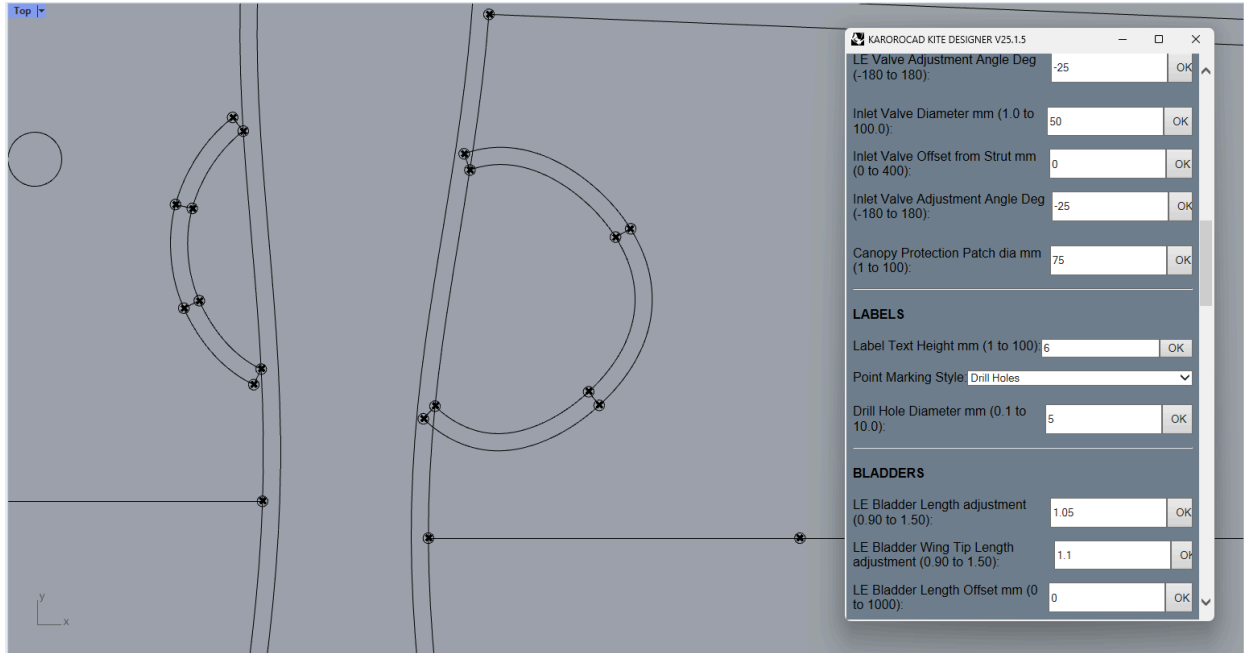 Top
KAROROCAD KITE DESIGNER V25.1.5
LE Valve Adjustment Angle Deg
(-180 to 180):
-25
OK
Inlet Valve Diameter mm (1.0 to
100.0):
50
OK
Inlet Valve Offset from Strut mm
(0 to 400):
0
OK
Inlet Valve Adjustment Angle Deg
(-180 to 180):
-25
OK
Canopy Protection Patch dia mm
(1 to 100):
75
OK
LABELS
Label Text Height mm (1 to 100):
6
OK
Point Marking Style:
Drill Holes
Drill Hole Diameter mm (0.1 to
10.0):
5
OK
BLADDERS
LE Bladder Length adjustment
(0.90 to 1.50):
1.05
OK
LE Bladder Wing Tip Length
adjustment (0.90 to 1.50):
1.1
OK
LE Bladder Length Offset mm (0
to 1000):
0
OK
y
x